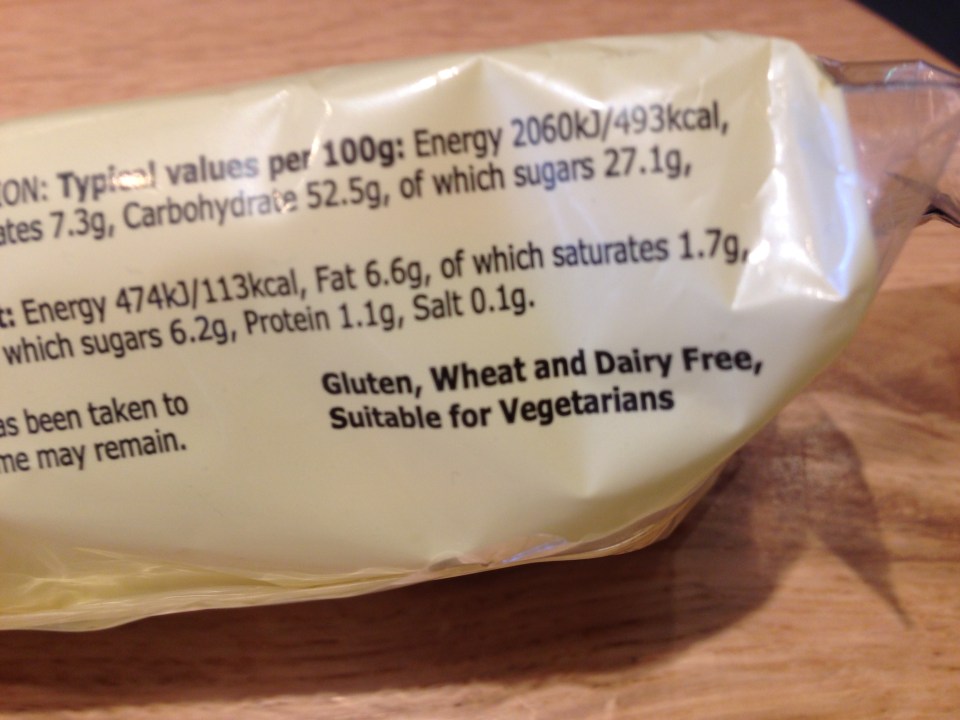 ION: Typical values per 100g: Energy 2060kJ/493kcal,
ates 7.3g, Carbohydrate 52.5g, of which sugars 27.1g,
t: Energy 474kJ/113kcal, Fat 6.6g, of which saturates 1.7g,
which sugars 6.2g, Protein 1.1g, Salt 0.1g.
as been taken to
me may remain.
Gluten, Wheat and Dairy Free,
Suitable for Vegetarians